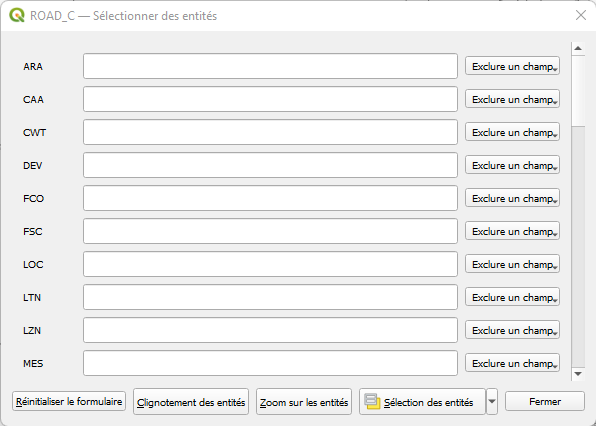 ROAD_C — Sélectionner des entités
ARA Exclure un champ
CAA Exclure un champ
CWT Exclure un champ
DEV Exclure un champ
FCO Exclure un champ
FSC Exclure un champ
LOC Exclure un champ
LTN Exclure un champ
LZN Exclure un champ
MES Exclure un champ
Réinitialiser le formulaire Clignotement des entités Zoom sur les entités Sélection des entités Fermer